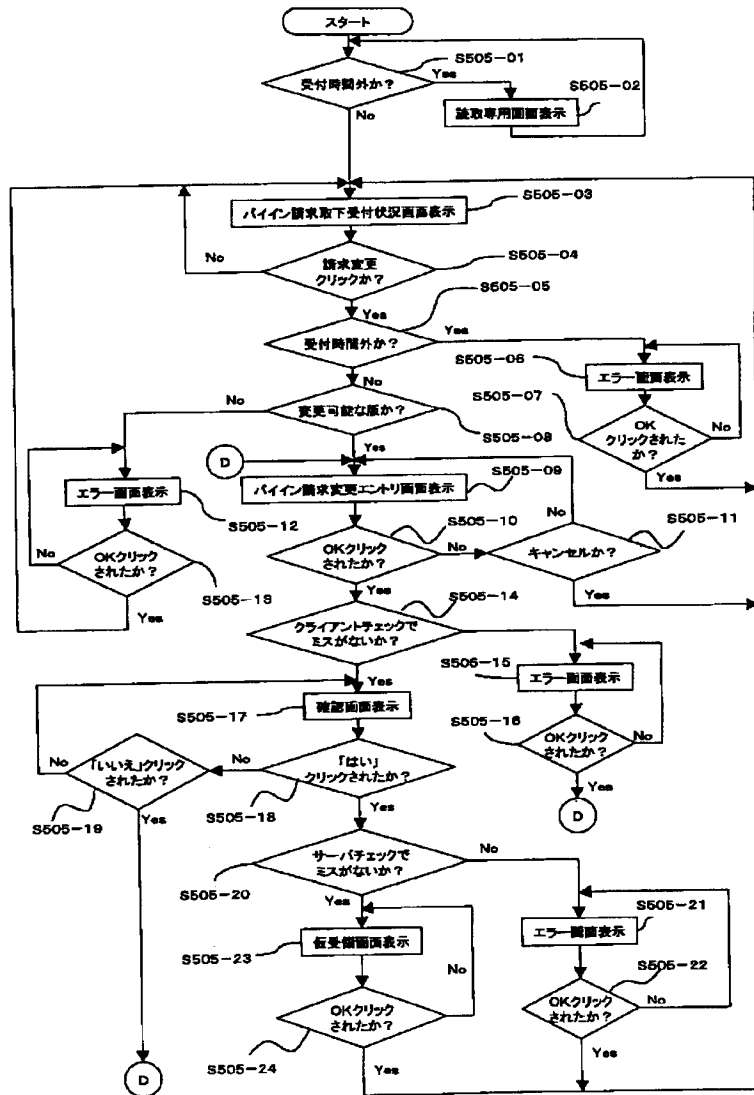 スタート
S505-01
受付時間外か?
Yes
S505-02
読取専用画面表示
No
S505-03
バイイン請求取下受付状況画面表示
No
S505-04
請求変更
クリックか?
S505-05
Yes
受付時間外か?
Yes
S505-06
エラー画面表示
No
S505-07
No
変更可能な版か?
S505-08
OK
クリックされた
か?
No
D
Yes
S505-09
Yes
エラー画面表示
バイイン請求変更エントリ画面表示
S505-12
S505-10
No
S505-11
No
OKクリック
されたか?
OKクリック
されたか?
No
キャンセルか?
S505-13
Yes
Yes
S505-14
Yes
クライアントチェックで
ミスがないか?
S505-15
エラー画面表示
Yes
S505-17
確認画面表示
S505-16
OKクリック
されたか?
No
No
「いいえ」クリック
されたか?
No
「はい」
クリックされたか?
Yes
D
S505-19
Yes
S505-18
Yes
サーバチェックで
ミスがないか?
No
S505-20
Yes
S505-21
エラー画面表示
仮受備画面表示
S505-23
No
S505-22
OKクリック
されたか?
No
OKクリック
されたか?
Yes
S505-24
D
Yes